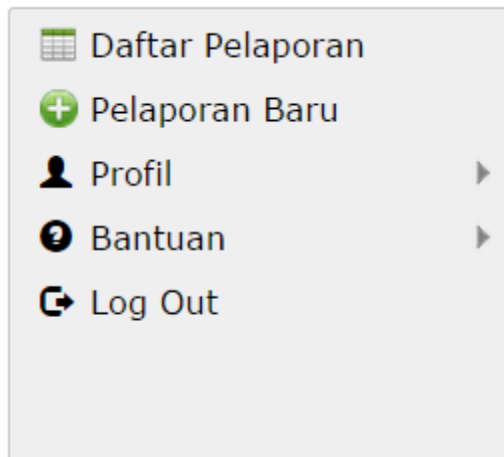 Daftar Pelaporan
Pelaporan Baru
Profil
Bantuan
Log Out